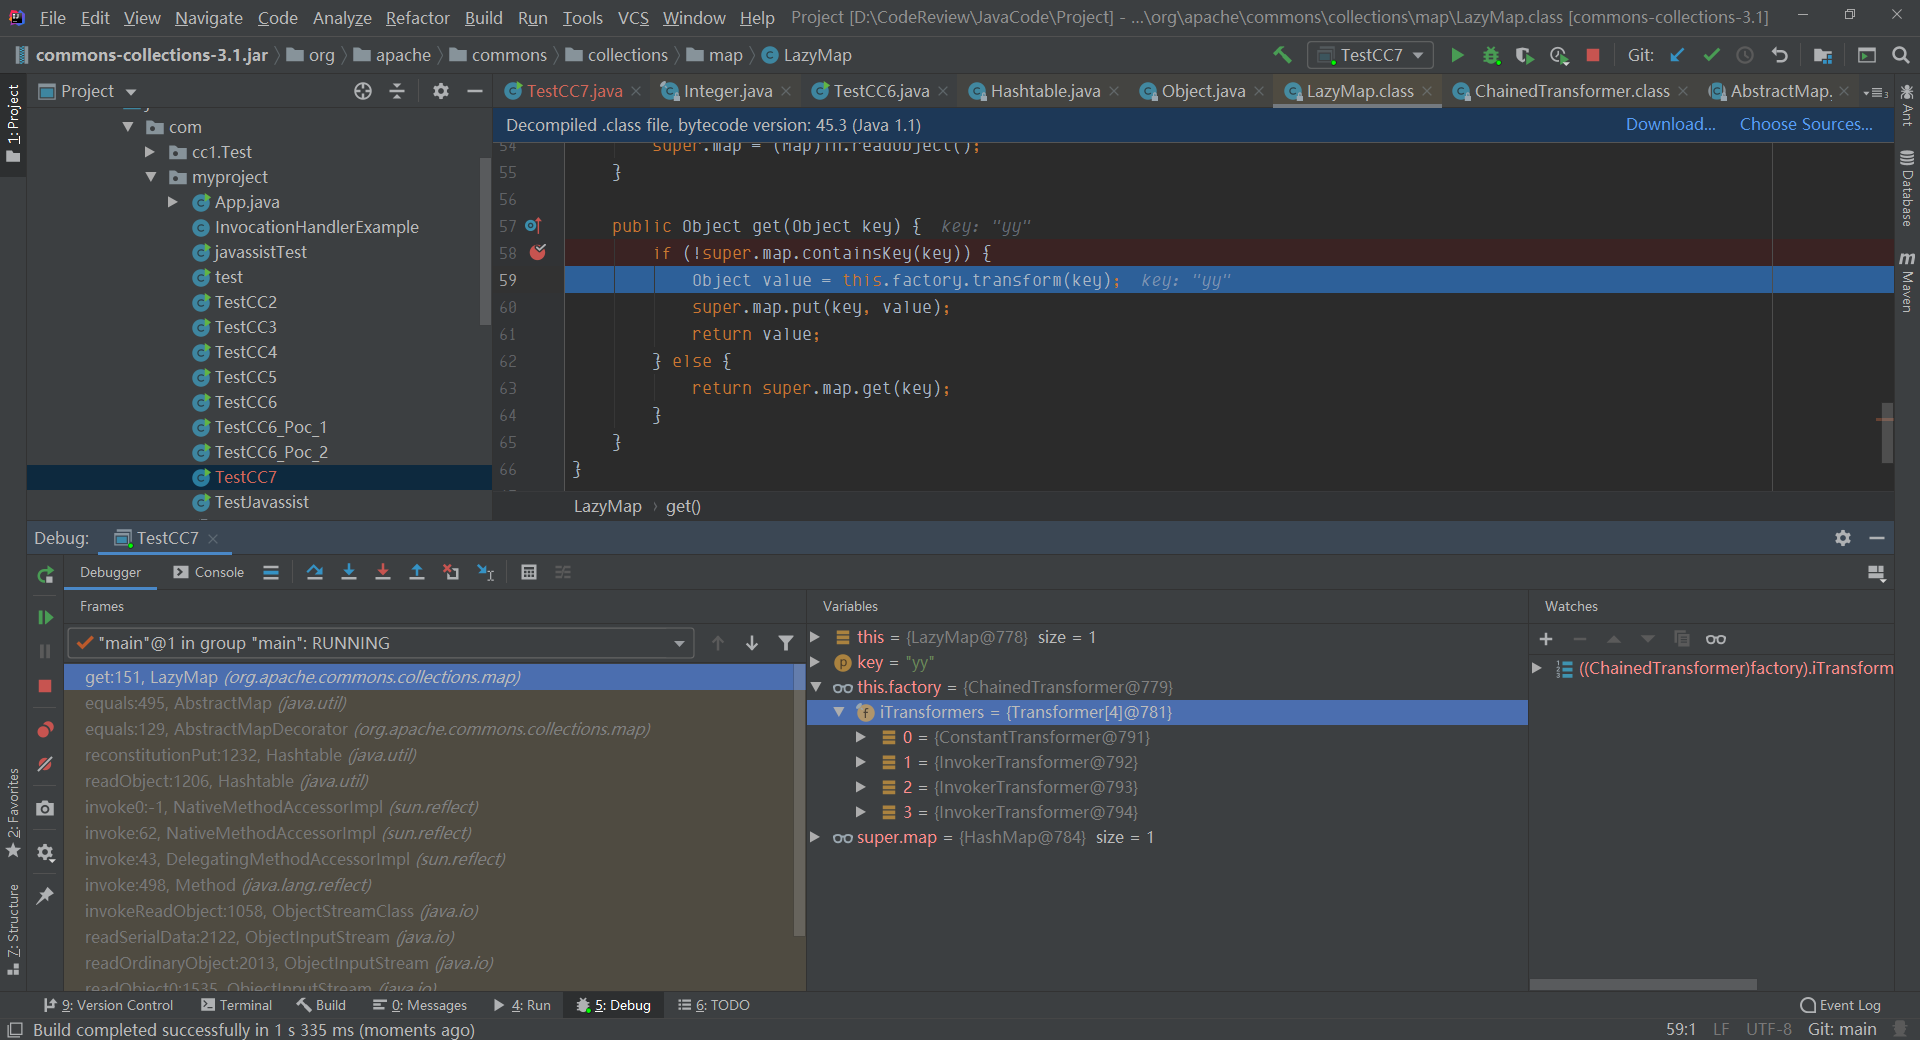 File Edit View Navigate Code Analyze Refactor Build Run Tools VCS Window Help Project [D:\CodeReview\JavaCode\Project] - ...\org\apache\commons\collections\map\LazyMap.class [commons-collections-3.1]
commons-collections-3.1.jar org apache commons collections map LazyMap TestCC7 Git:
1: Project
Project
TestCC7.java Integer.java TestCC6.java Hashtable.java Object.java LazyMap.class ChainedTransformer.class AbstractMap.
Ant
Database
Maven
com
cc1.Test
myproject
App.java
InvocationHandlerExample
javassistTest
test
TestCC2
TestCC3
TestCC4
TestCC5
TestCC6
TestCC6_Poc_1
TestCC6_Poc_2
TestCC7
TestJavassist
Decompiled .class file, bytecode version: 45.3 (Java 1.1) Download... Choose Sources...
54 super.map = (Map)in.readObject();
55 }
56
57 public Object get(Object key) { key: "yy"
58 if (!super.map.containsKey(key)) {
59 Object value = this.factory.transform(key); key: "yy"
60 super.map.put(key, value);
61 return value;
62 } else {
63 return super.map.get(key);
64 }
65 }
66 }
LazyMap › get()
Debug: TestCC7
Debugger Console
Frames
"main"@1 in group "main": RUNNING
get:151, LazyMap (org.apache.commons.collections.map)
equals:495, AbstractMap (java.util)
equals:129, AbstractMapDecorator (org.apache.commons.collections.map)
reconstitutionPut:1232, Hashtable (java.util)
readObject:1206, Hashtable (java.util)
invoke0:-1, NativeMethodAccessorImpl (sun.reflect)
invoke:62, NativeMethodAccessorImpl (sun.reflect)
invoke:43, DelegatingMethodAccessorImpl (sun.reflect)
invoke:498, Method (java.lang.reflect)
invokeReadObject:1058, ObjectStreamClass (java.io)
readSerialData:2122, ObjectInputStream (java.io)
readOrdinaryObject:2013, ObjectInputStream (java.io)
readObject0:1535, ObjectInputStream (java.io)
Variables
this = {LazyMap@778} size = 1
key = "yy"
this.factory = {ChainedTransformer@779}
iTransformers = {Transformer[4]@781}
0 = {ConstantTransformer@791}
1 = {InvokerTransformer@792}
2 = {InvokerTransformer@793}
3 = {InvokerTransformer@794}
super.map = {HashMap@784} size = 1
Watches
((ChainedTransformer)factory).iTransform
2: Favorites
7: Structure
9: Version Control Terminal Build 0: Messages 4: Run 5: Debug 6: TODO Event Log
Build completed successfully in 1 s 335 ms (moments ago) 59:1 LF UTF-8 Git: main